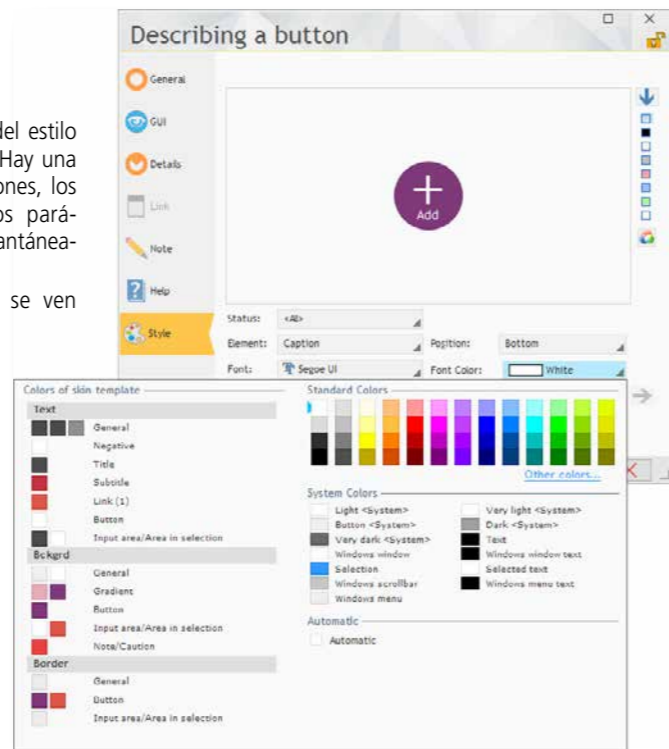 Describing a button
General
GUI
Details
Link
Note
Help
Style
del estilo
Hay una
ones, los
os pará-
antánea-
se ven
Add
Status: <All>
Element: Caption Position: Bottom
Font: Segoe UI Font Color: White
Colors of skin template
Text
General
Negative
Title
Subtitle
Link (1)
Button
Input area/Area in selection
Bckgrd
General
Gradient
Button
Input area/Area in selection
Note/Caution
Border
General
Button
Input area/Area in selection
Standard Colors
Other colors...
System Colors
Light <System> Very light <System>
Button <System> Dark <System>
Very dark <System> Text
Windows window Windows window text
Selection Selected text
Windows scrollbar Windows menu text
Windows menu
Automatic
Automatic